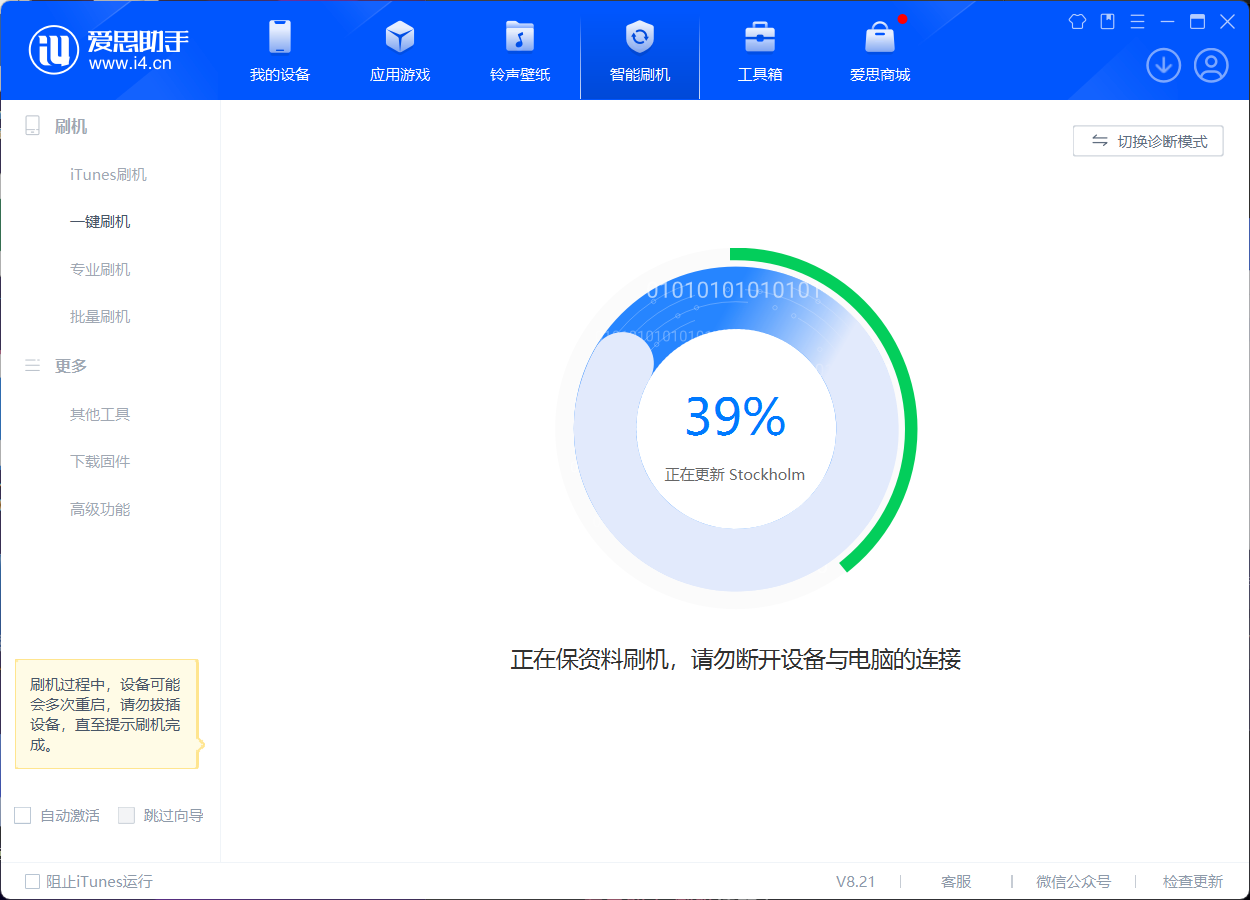 iU 爱思助手
www.i4.cn
我的设备
应用游戏
铃声壁纸
智能刷机
工具箱
爱思商城
刷机
iTunes刷机
一键刷机
专业刷机
批量刷机
更多
其他工具
下载固件
高级功能
刷机过程中，设备可能
会多次重启，请勿拔插
设备，直至提示刷机完
成。
自动激活
跳过向导
切换诊断模式
01010101010101
1010101
39%
正在更新 Stockholm
正在保资料刷机，请勿断开设备与电脑的连接
阻止iTunes运行
V8.21
客服
微信公众号
检查更新